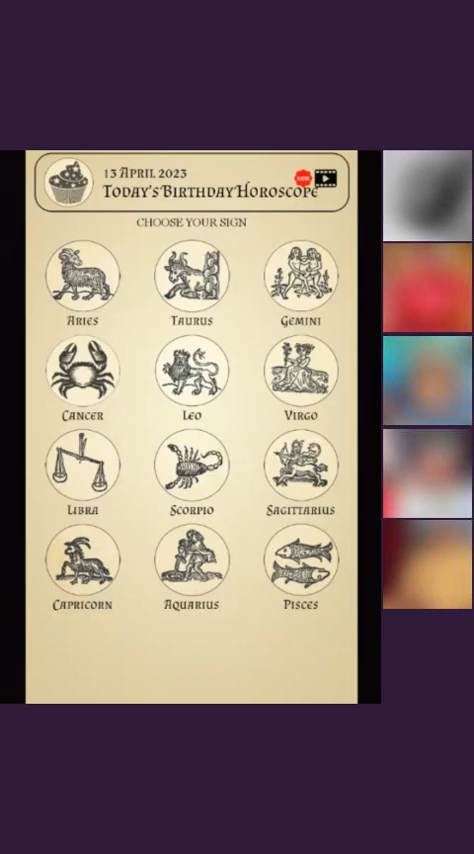 13 April 2023
NEW
Today's Birthday Horoscope
CHOOSE YOUR SIGN
Aries
Taurus
Gemini
Cancer
Leo
Virgo
Libra
Scorpio
Sagittarius
Capricorn
Aquarius
Pisces